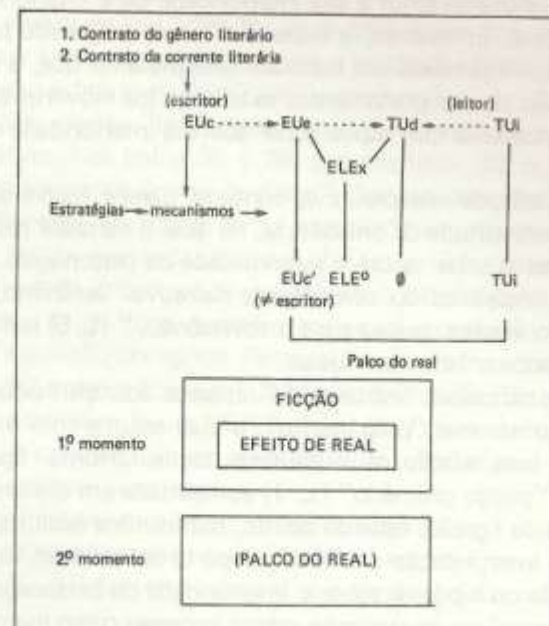 1. Contrato do gênero literário
2. Contrato da corrente literária
(escritor) (leitor)
EUc EUe TUd TUi
ELEx
Estratégias mecanismos
EUc' ELE⁰ ∅ TUi
(≠ escritor)
Palco do real
FICÇÃO
1º momento EFEITO DE REAL
2º momento (PALCO DO REAL)